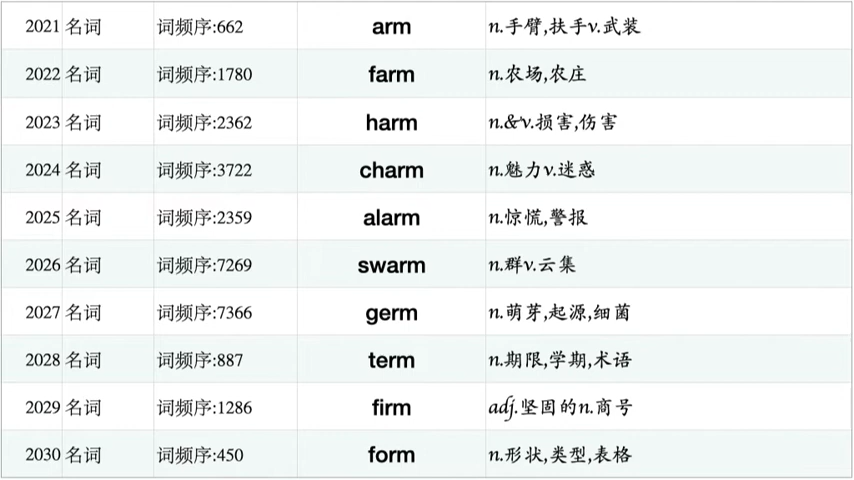 2021 名词 词频序:662 arm n.手臂,扶手v.武装
2022 名词 词频序:1780 farm n.农场,农庄
2023 名词 词频序:2362 harm n.&v.损害,伤害
2024 名词 词频序:3722 charm n.魅力v.迷惑
2025 名词 词频序:2359 alarm n.惊慌,警报
2026 名词 词频序:7269 swarm n.群v.云集
2027 名词 词频序:7366 germ n.萌芽,起源,细菌
2028 名词 词频序:887 term n.期限,学期,术语
2029 名词 词频序:1286 firm adj.坚固的n.商号
2030 名词 词频序:450 form n.形状,类型,表格